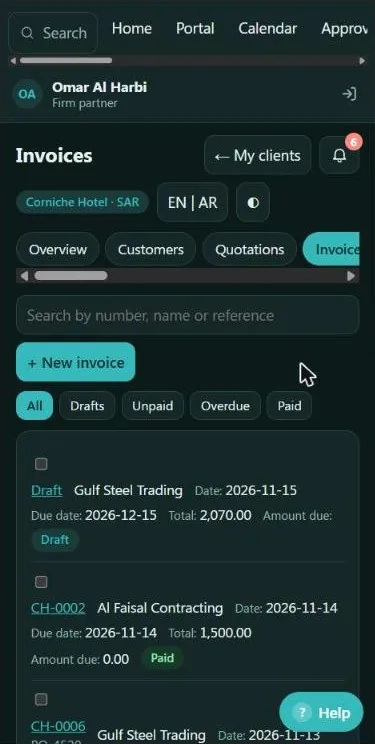 Search Home Portal Calendar Approv
OA Omar Al Harbi
Firm partner
Invoices ← My clients 6
Corniche Hotel · SAR EN | AR
Overview Customers Quotations Invoice
Search by number, name or reference
+ New invoice
All Drafts Unpaid Overdue Paid
Draft Gulf Steel Trading Date: 2026-11-15
Due date: 2026-12-15 Total: 2,070.00 Amount due:
Draft
CH-0002 Al Faisal Contracting Date: 2026-11-14
Due date: 2026-11-14 Total: 1,500.00
Amount due: 0.00 Paid
CH-0006 Gulf Steel Trading Date: 2026-11-13
? Help